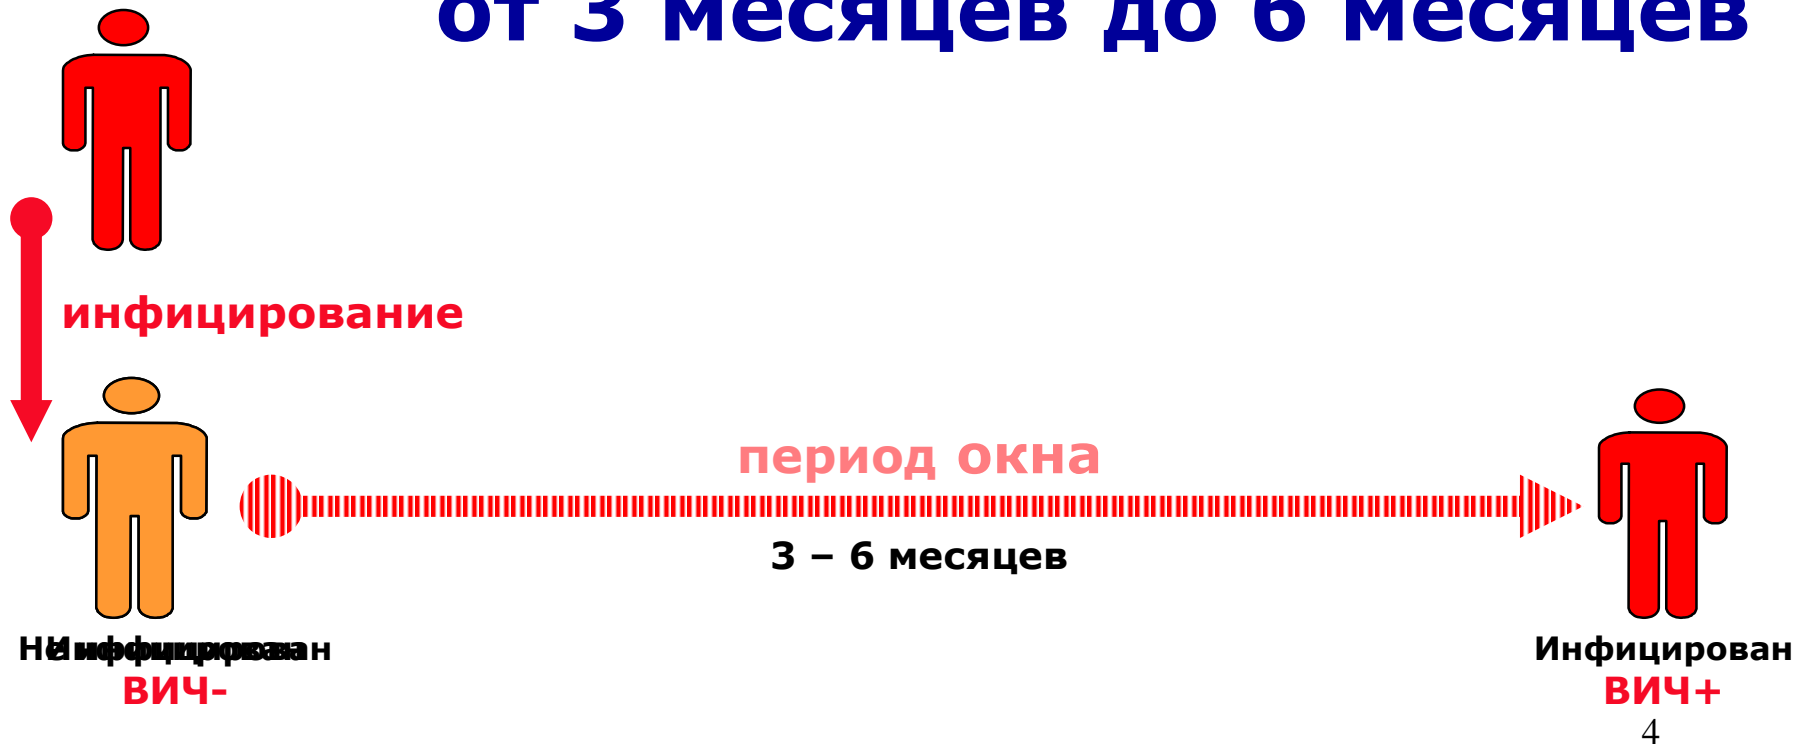 от 3 месяцев до 6 месяцев
инфицирование
период окна
3 – 6 месяцев
Инфицирован
ВИЧ-
Инфицирован
ВИЧ+
4